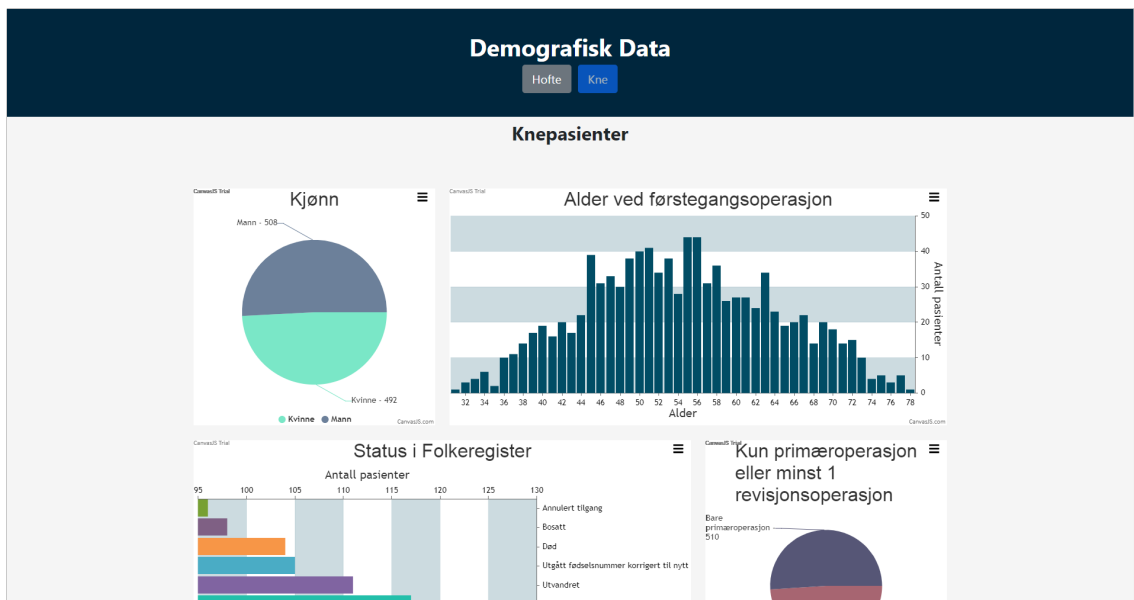 Demografisk Data
Hofte Kne
Knepasienter
CanvasJS Trial
Kjønn
Mann - 508
Kvinne - 492
Kvinne Mann
CanvasJS.com
CanvasJS Trial
Alder ved førstegangsoperasjon
50
40
30
20
10
0
Antall pasienter
32 34 36 38 40 42 44 46 48 50 52 54 56 58 60 62 64 66 68 70 72 74 76 78
Alder
CanvasJS.com
CanvasJS Trial
Status i Folkeregister
Antall pasienter
95 100 105 110 115 120 125 130
Annulert tilgang
Bosatt
Død
Utgått fødselsnummer korrigert til nytt
Utvandret
CanvasJS Trial
Kun primæroperasjon
eller minst 1
revisjonsoperasjon
Bare
primæroperasjon
510